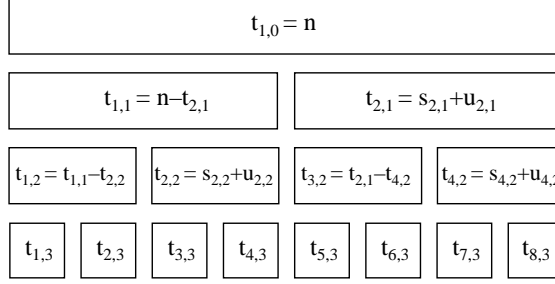 t₁,₀ = n
t₁,₁ = n–t₂,₁ t₂,₁ = s₂,₁+u₂,₁
t₁,₂ = t₁,₁–t₂,₂ t₂,₂ = s₂,₂+u₂,₂ t₃,₂ = t₂,₁–t₄,₂ t₄,₂ = s₄,₂+u₄,₂
t₁,₃ t₂,₃ t₃,₃ t₄,₃ t₅,₃ t₆,₃ t₇,₃ t₈,₃